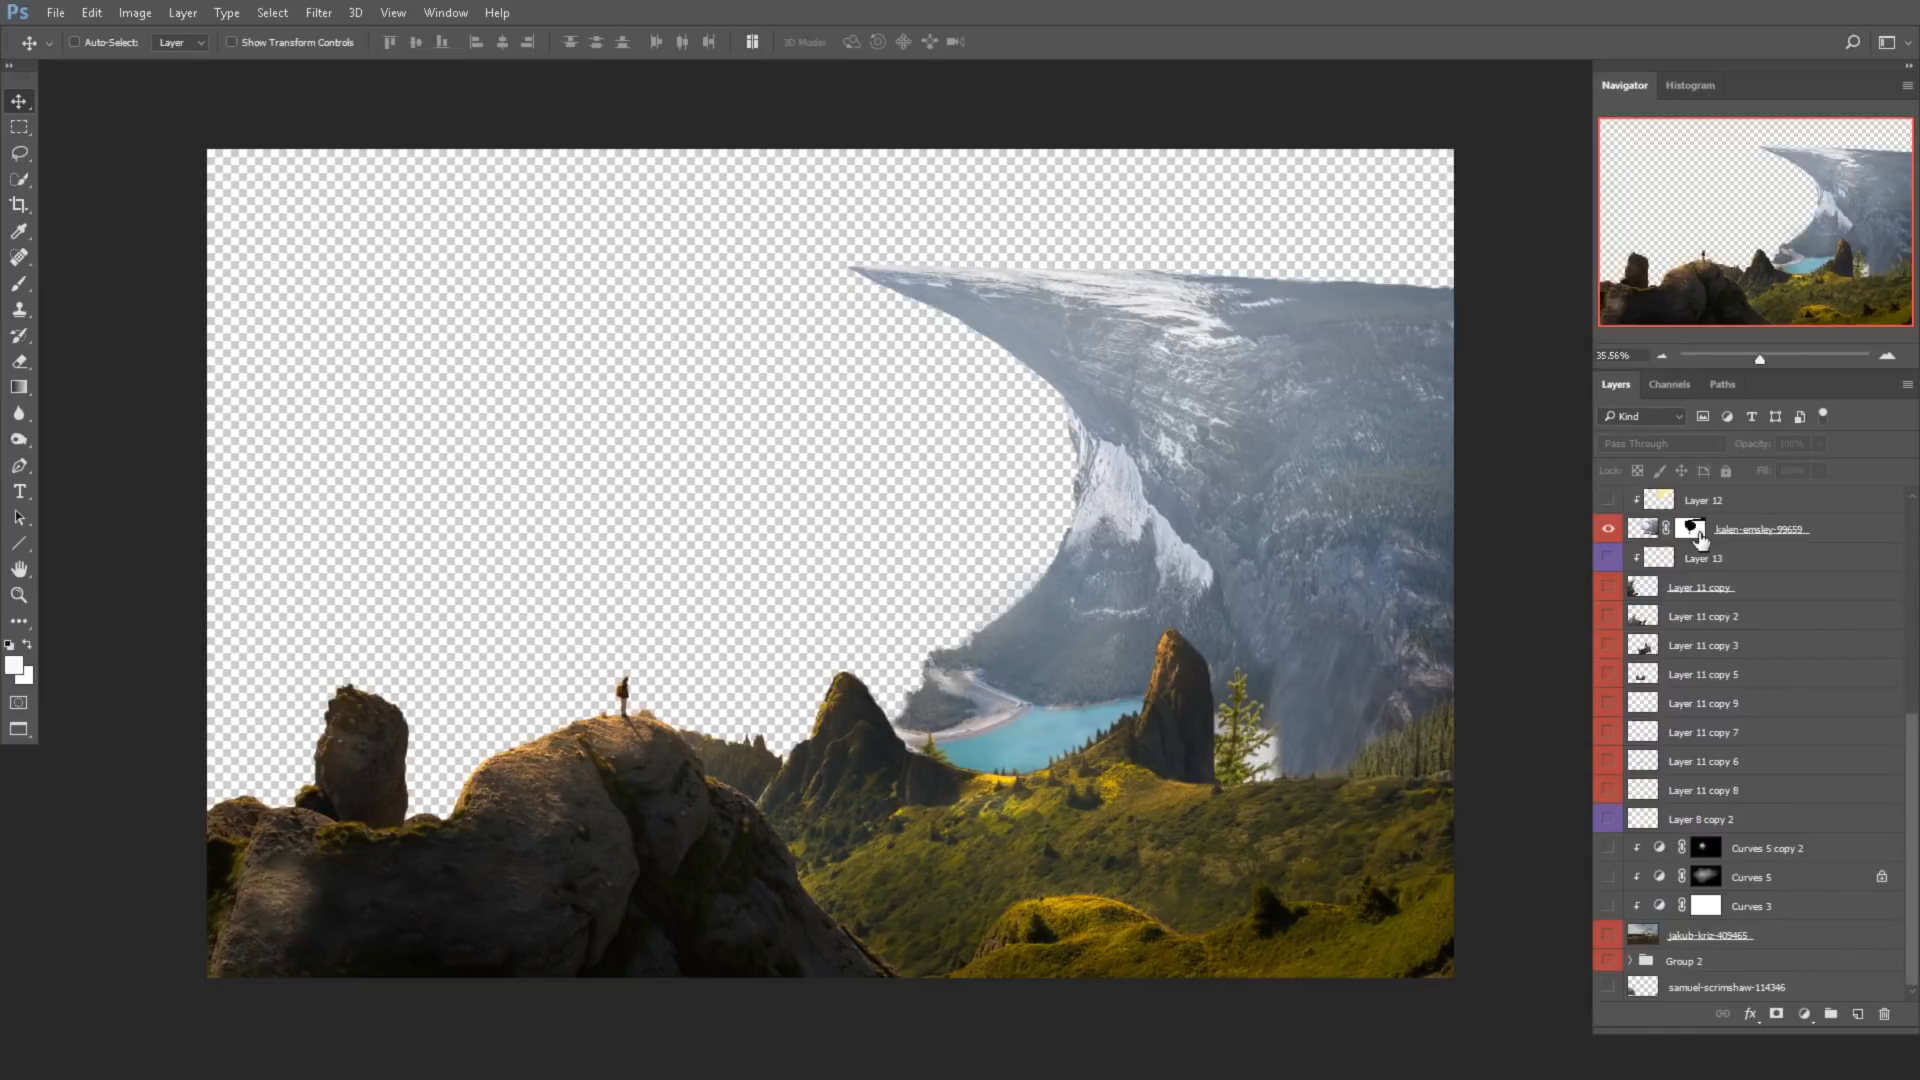 Ps File Edit Image Layer Type Select Filter 3D View Window Help
Auto-Select: Layer Show Transform Controls 3D Mode:
Navigator Histogram
35.56%
Layers Channels Paths
Kind
Pass Through Opacity: 100%
Lock: Fill: 100%
Layer 12
kalen-emsley-99659
Layer 13
Layer 11 copy
Layer 11 copy 2
Layer 11 copy 3
Layer 11 copy 5
Layer 11 copy 9
Layer 11 copy 7
Layer 11 copy 6
Layer 11 copy 8
Layer 8 copy 2
Curves 5 copy 2
Curves 5
Curves 3
jakub-kriz-409465
Group 2
samuel-scrimshaw-114346
fx